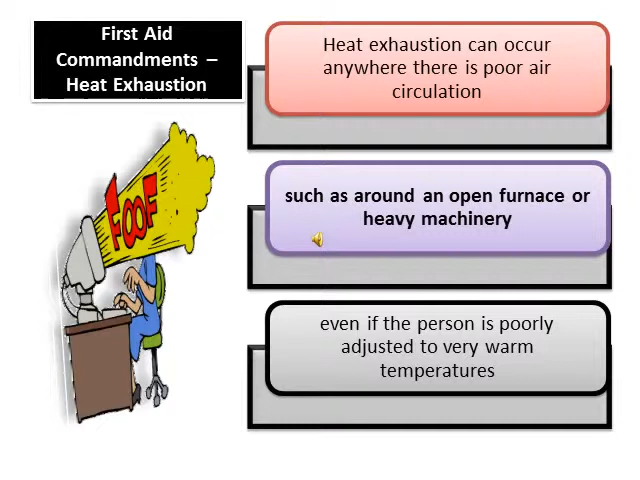 First Aid
Commandments –
Heat Exhaustion
Heat exhaustion can occur
anywhere there is poor air
circulation
such as around an open furnace or
heavy machinery
even if the person is poorly
adjusted to very warm
temperatures
FOOF